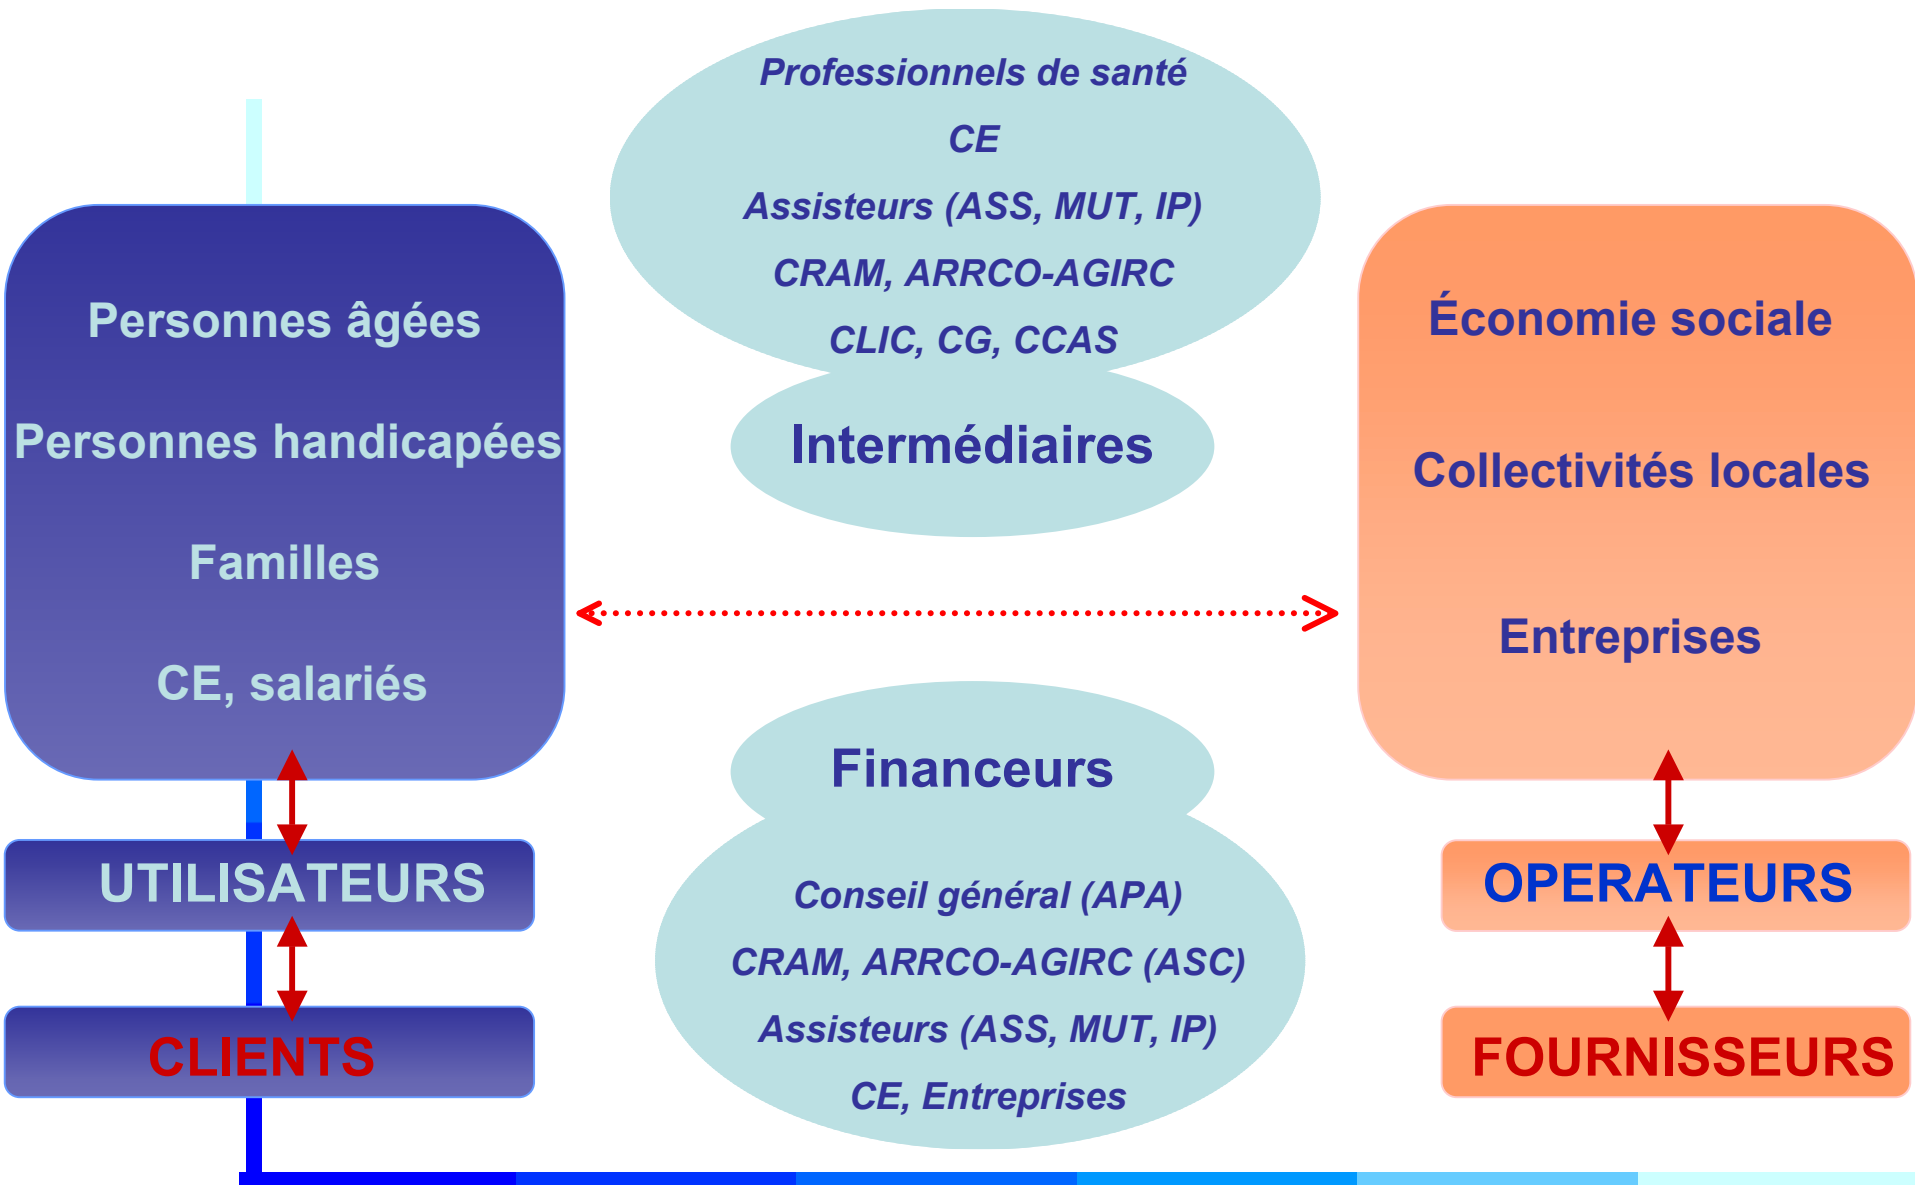 Professionnels de santé
CE
Assisteurs (ASS, MUT, IP)
CRAM, ARRCO-AGIRC
CLIC, CG, CCAS
Intermédiaires
Personnes âgées
Personnes handicapées
Familles
CE, salariés
Économie sociale
Collectivités locales
Entreprises
Financeurs
Conseil général (APA)
CRAM, ARRCO-AGIRC (ASC)
Assisteurs (ASS, MUT, IP)
CE, Entreprises
UTILISATEURS
CLIENTS
OPERATEURS
FOURNISSEURS